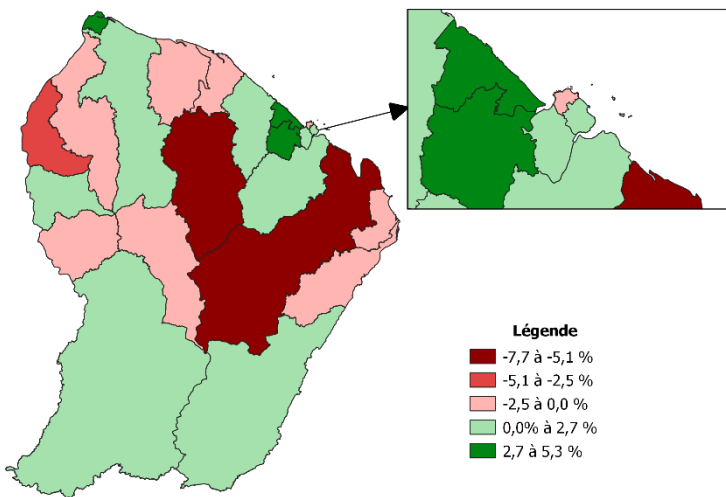 Légende
-7,7 à -5,1 %
-5,1 à -2,5 %
-2,5 à 0,0 %
0,0% à 2,7 %
2,7 à 5,3 %